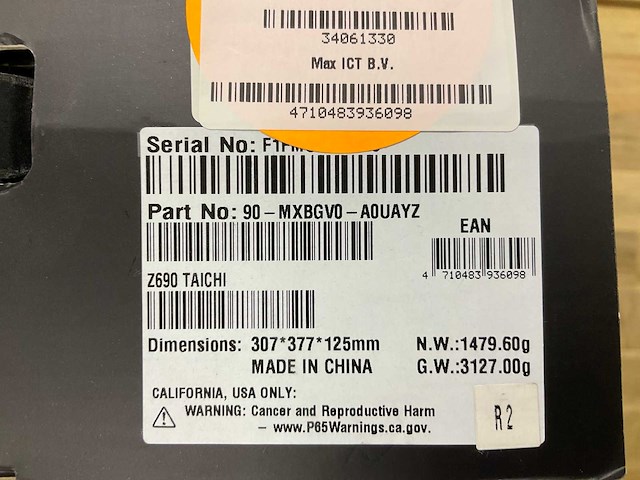 34061330
Max ICT B.V.
4710483936098
Serial No:
Part No: 90-MXBGV0-A0UAYZ
EAN
4 710483 936098
Z690 TAICHI
Dimensions: 307*377*125mm N.W.:1479.60g
MADE IN CHINA G.W.:3127.00g
CALIFORNIA, USA ONLY:
WARNING: Cancer and Reproductive Harm
- www.P65Warnings.ca.gov.
R2